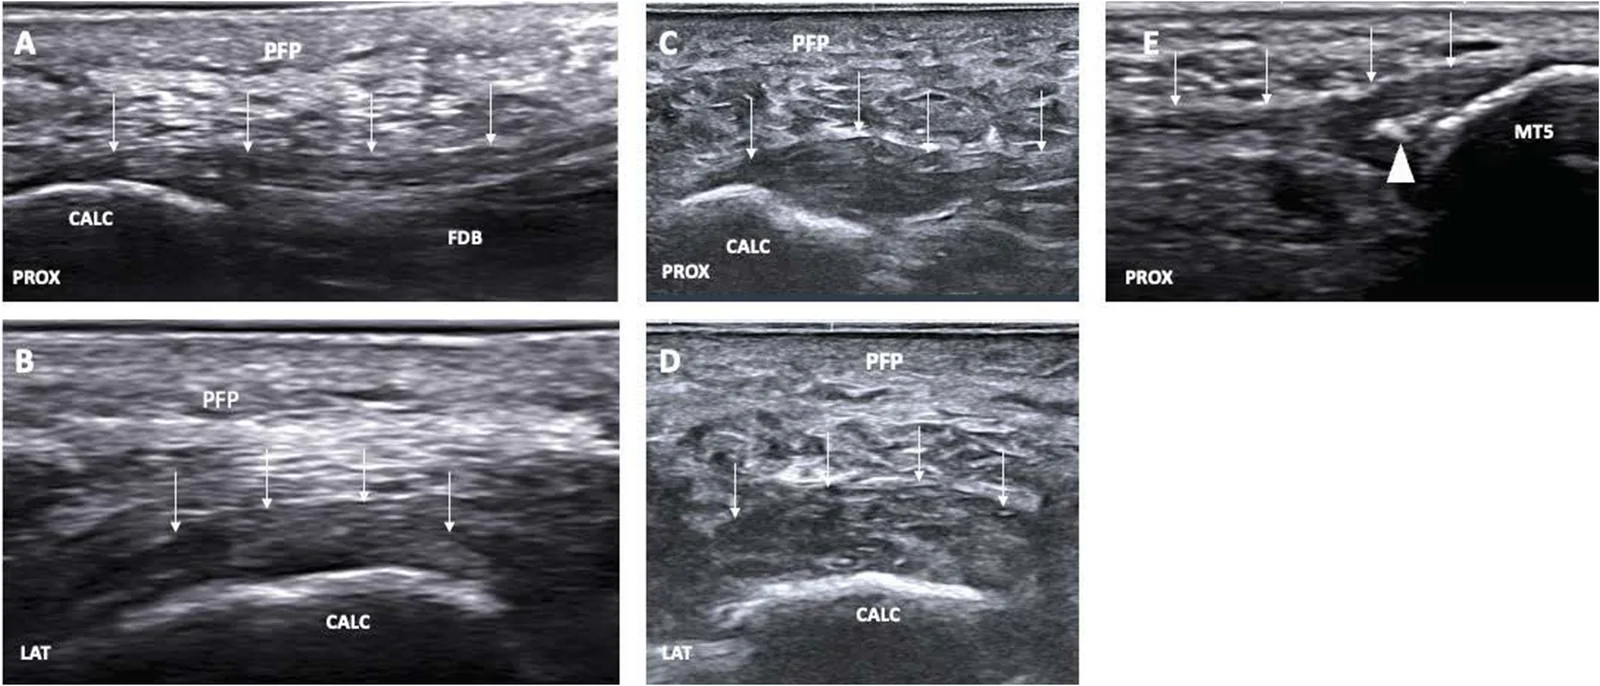 A
PFP
CALC
FDB
PROX
B
PFP
CALC
LAT
C
PFP
CALC
PROX
D
PFP
CALC
LAT
E
MT5
PROX